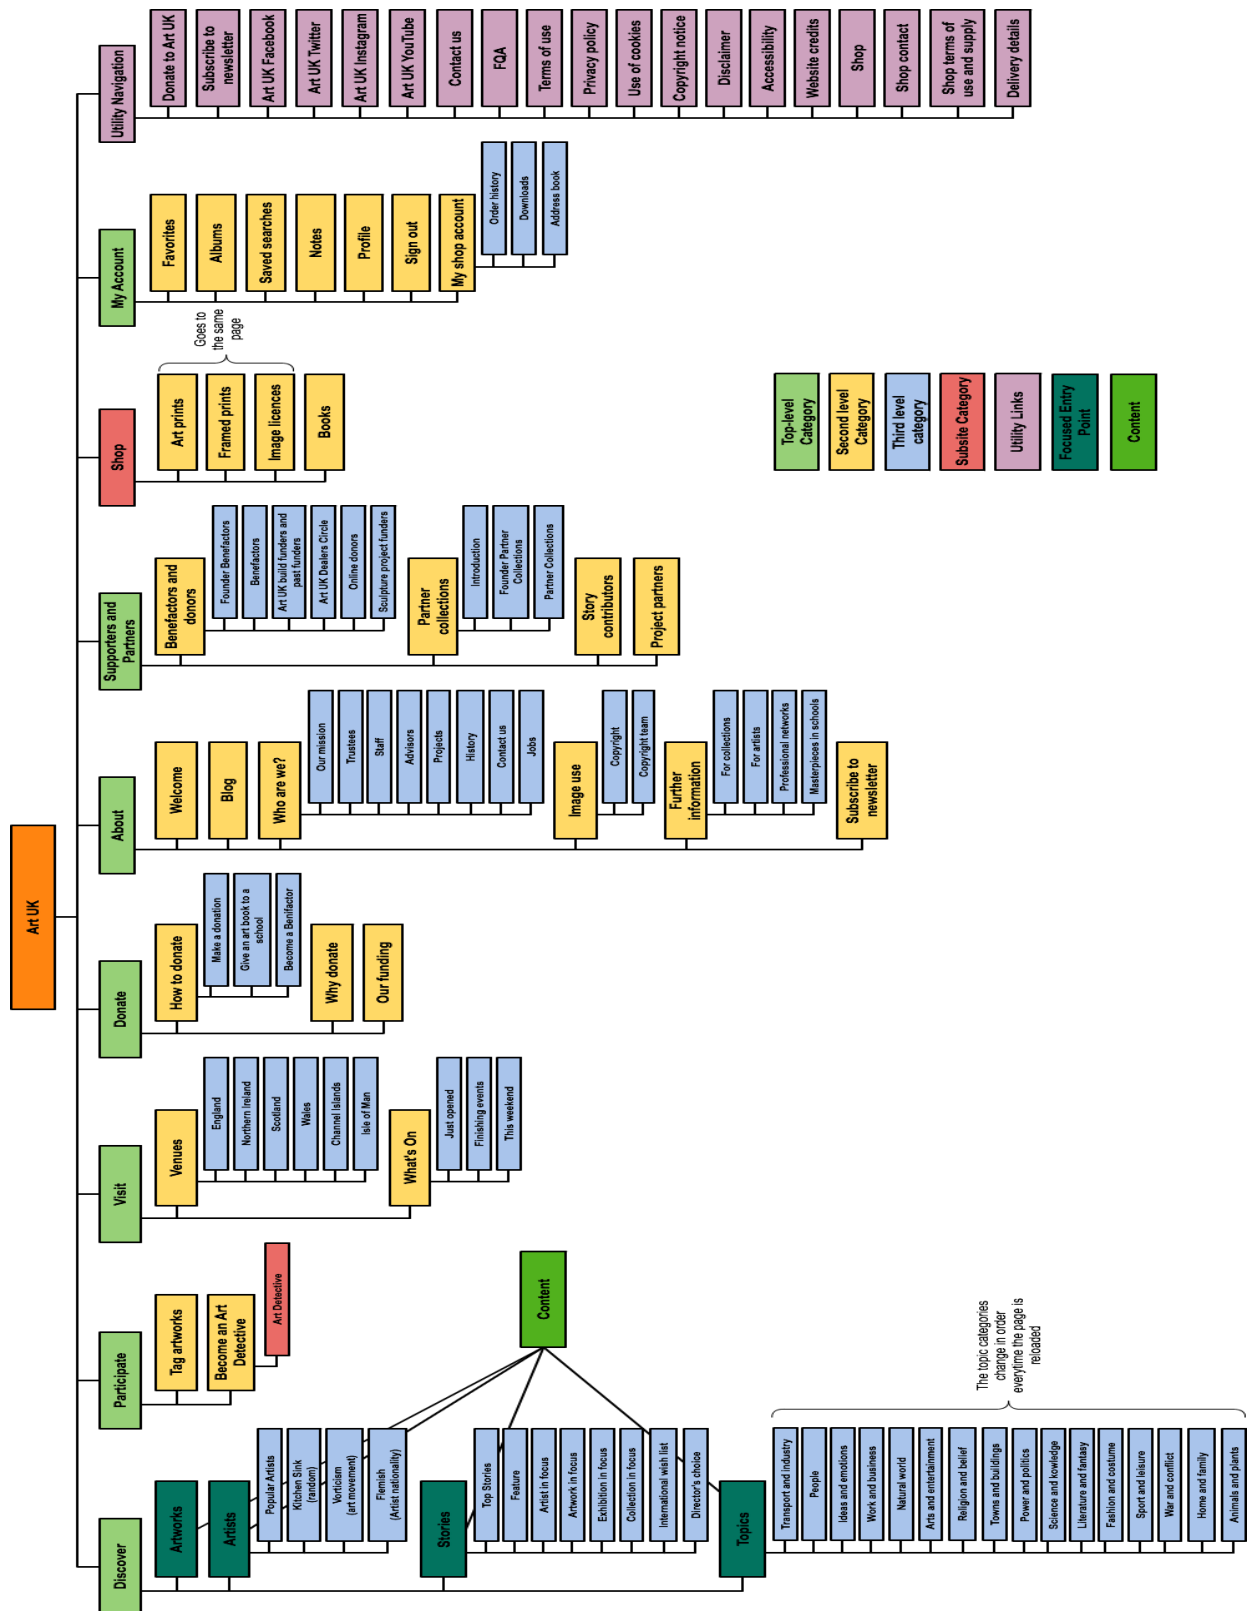 Art UK
Discover
Artworks
Artists
Popular Artists
Kitchen Sink
(random)
Vorticism
(art movement)
Flemish
(Artist nationality)
Stories
Top Stories
Feature
Artist in focus
Artwork in focus
Exhibition in focus
Collection in focus
International wish list
Director's choice
Topics
Transport and industry
People
Ideas and emotions
Work and business
Natural world
Arts and entertainment
Religion and belief
Towns and buildings
Power and politics
Science and kowledge
Literature and fantasy
Fashion and costume
Sport and leisure
War and conflict
Home and family
Animals and plants
The topic categories
change in order
everytime the page is
reloaded
Content
Participate
Tag artworks
Become an Art
Detective
Art Detective
Visit
Venues
England
Northern Ireland
Scotland
Wales
Channel Islands
Isle of Man
What's On
Just opened
Finishing events
This weekend
Donate
How to donate
Make a donation
Give an art book to a
school
Become a Benifactor
Why donate
Our funding
About
Welcome
Blog
Who are we?
Our mission
Trustees
Staff
Advisors
Projects
History
Contact us
Jobs
Image use
Copyright
Copyright team
Further
information
For collections
For artists
Professional networks
Masterpieces in schools
Subscribe to
newsletter
Supporters and
Partners
Benefactors and
donors
Founder Benefactors
Benefactors
Art UK build funders and
past funders
Art UK Dealers Circle
Online donors
Sculpture project funders
Partner
collections
Introduction
Founder Partner
Collections
Partner Collections
Story
contributors
Project partners
Shop
Art prints
Framed prints
Image licences
Books
Goes to
the same
page
My Account
Favorites
Albums
Saved searches
Notes
Profile
Sign out
My shop account
Order history
Downloads
Address book
Utility Navigation
Donate to Art UK
Subscribe to
newsletter
Art UK Facebook
Art UK Twitter
Art UK Instagram
Art UK YouTube
Contact us
FQA
Terms of use
Privacy policy
Use of cookies
Copyright notice
Disclaimer
Accessibility
Website credits
Shop
Shop contact
Shop terms of
use and supply
Delivery details
Top-level
Category
Second level
Category
Third level
category
Subsite Category
Utility Links
Focused Entry
Point
Content